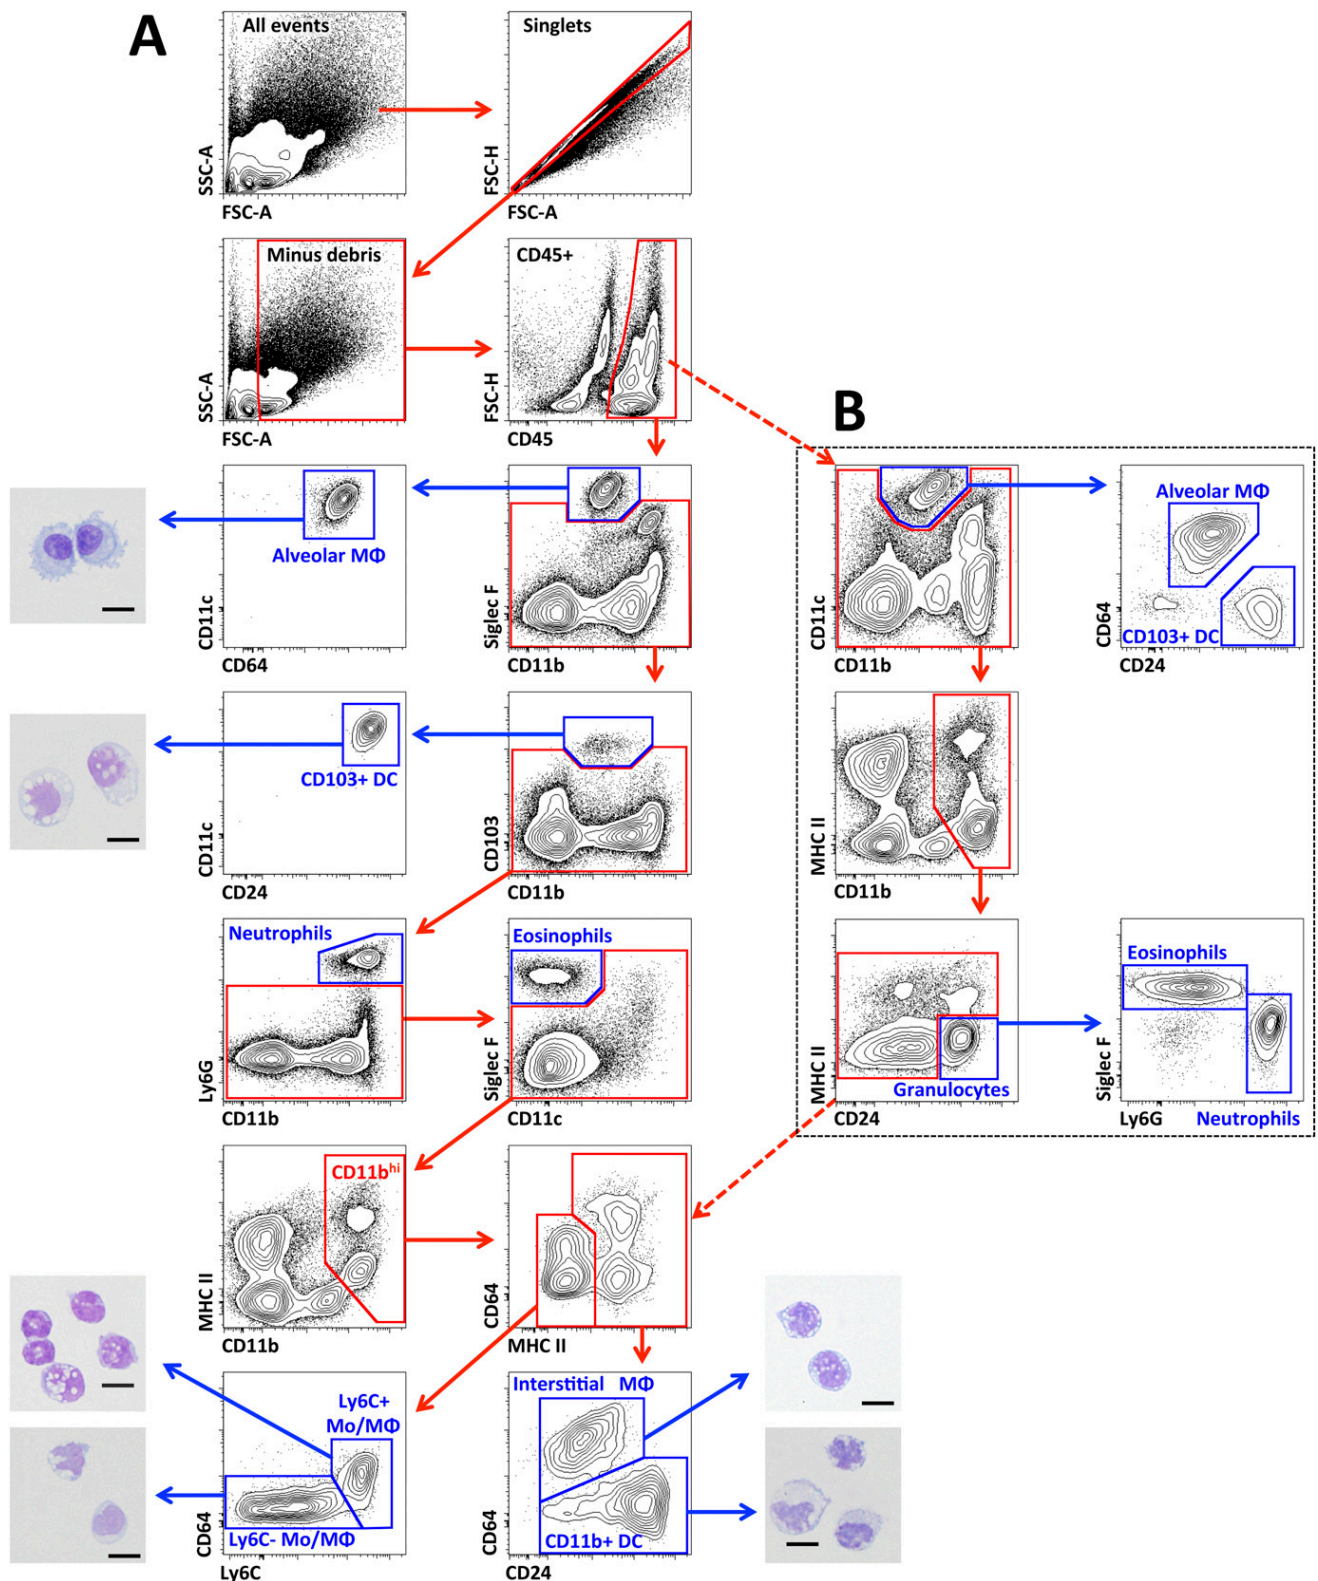 A
All events
SSC-A
FSC-A
Singlets
FSC-H
FSC-A
Minus debris
SSC-A
FSC-A
CD45+
FSC-H
CD45
B
CD11c
CD64
Alveolar MΦ
Siglec F
CD11b
CD11c
CD11b
Alveolar MΦ
CD103+ DC
CD64
CD24
CD11c
CD24
CD103+ DC
CD103
CD11b
MHC II
CD11b
Neutrophils
Ly6G
CD11b
Eosinophils
Siglec F
CD11c
MHC II
CD24
Granulocytes
Eosinophils
Siglec F
Ly6G
Neutrophils
CD11bhi
MHC II
CD11b
CD64
MHC II
Ly6C+
Mo/MΦ
Ly6C- Mo/MΦ
CD64
Ly6C
Interstitial MΦ
CD11b+ DC
CD64
CD24